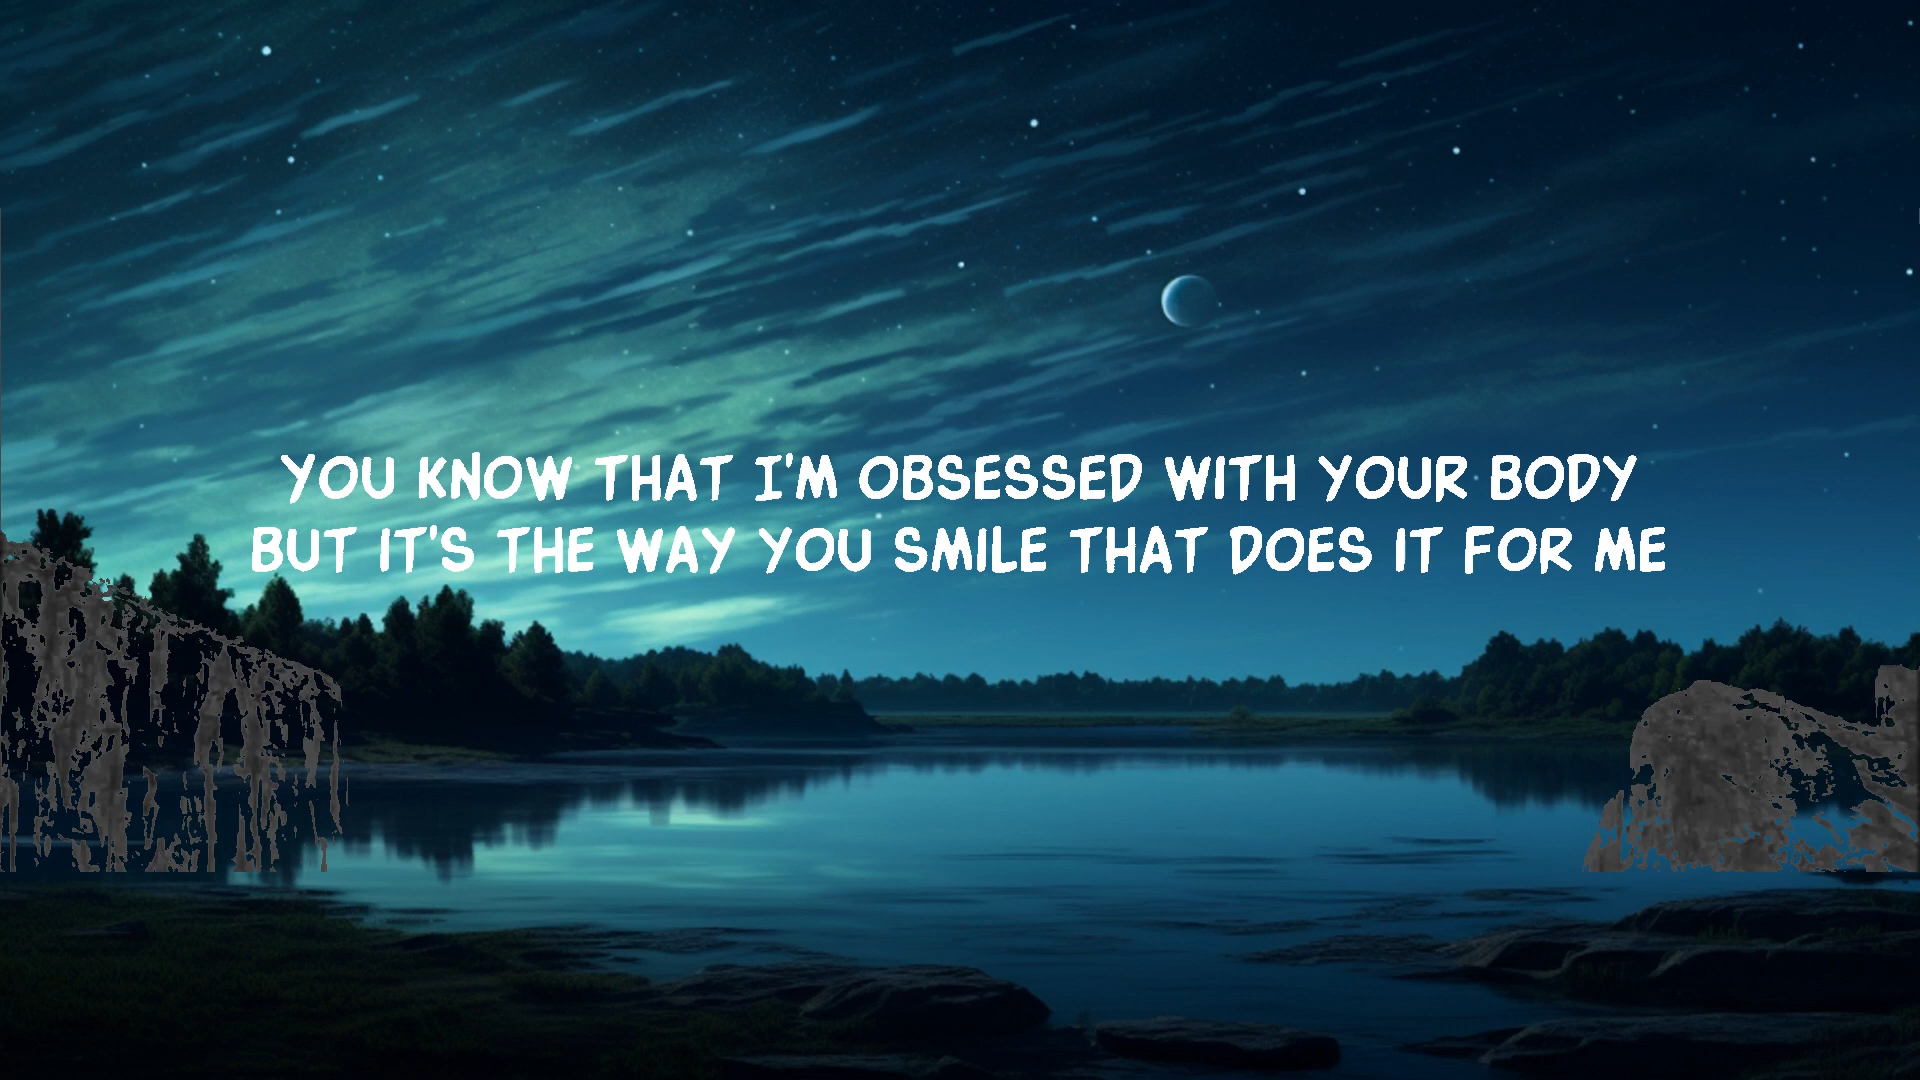 YOU KNOW THAT I'M OBSESSED WITH YOUR BODY
BUT IT'S THE WAY YOU SMILE THAT DOES IT FOR ME